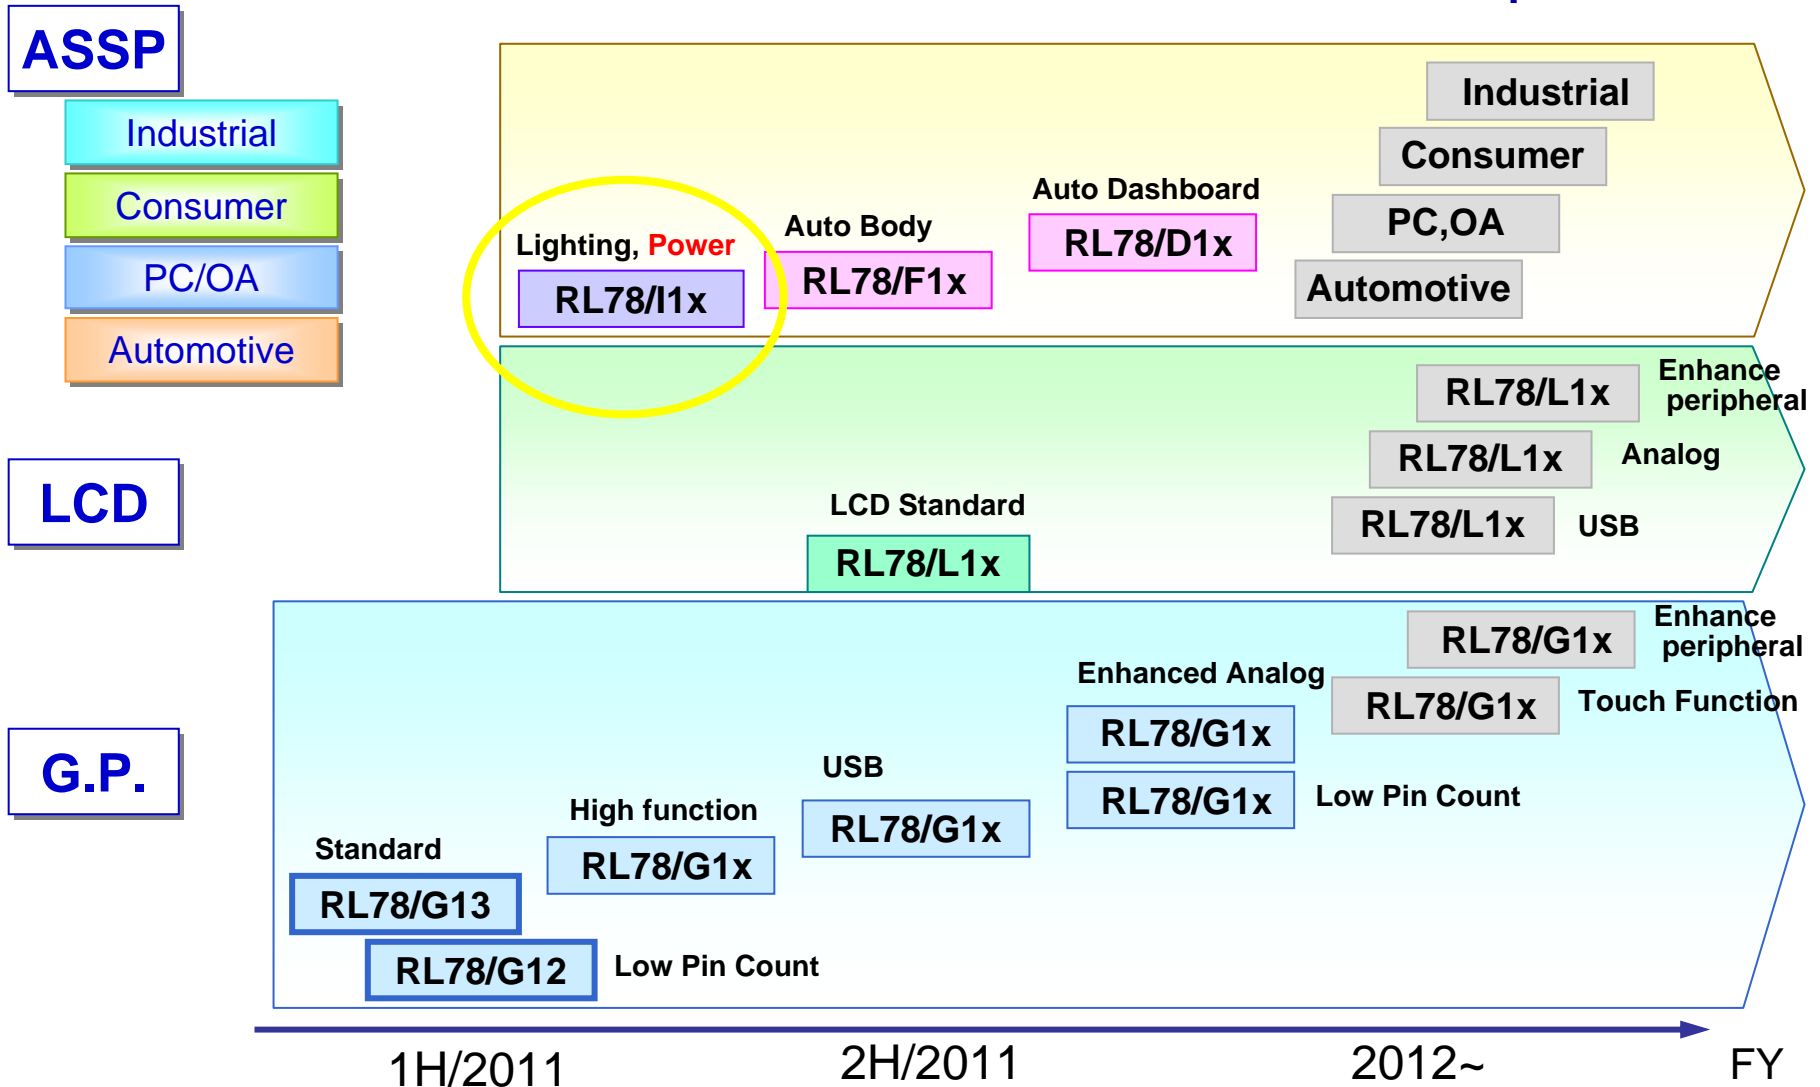 ASSP
Industrial
Consumer
PC/OA
Automotive
Lighting, Power
RL78/I1x
Auto Body
RL78/F1x
Auto Dashboard
RL78/D1x
Industrial
Consumer
PC,OA
Automotive
LCD
LCD Standard
RL78/L1x
RL78/L1x
Enhance
peripheral
RL78/L1x
Analog
RL78/L1x
USB
G.P.
Standard
RL78/G13
RL78/G12
Low Pin Count
High function
RL78/G1x
USB
RL78/G1x
Enhanced Analog
RL78/G1x
RL78/G1x
Low Pin Count
RL78/G1x
Enhance
peripheral
RL78/G1x
Touch Function
1H/2011
2H/2011
2012~
FY